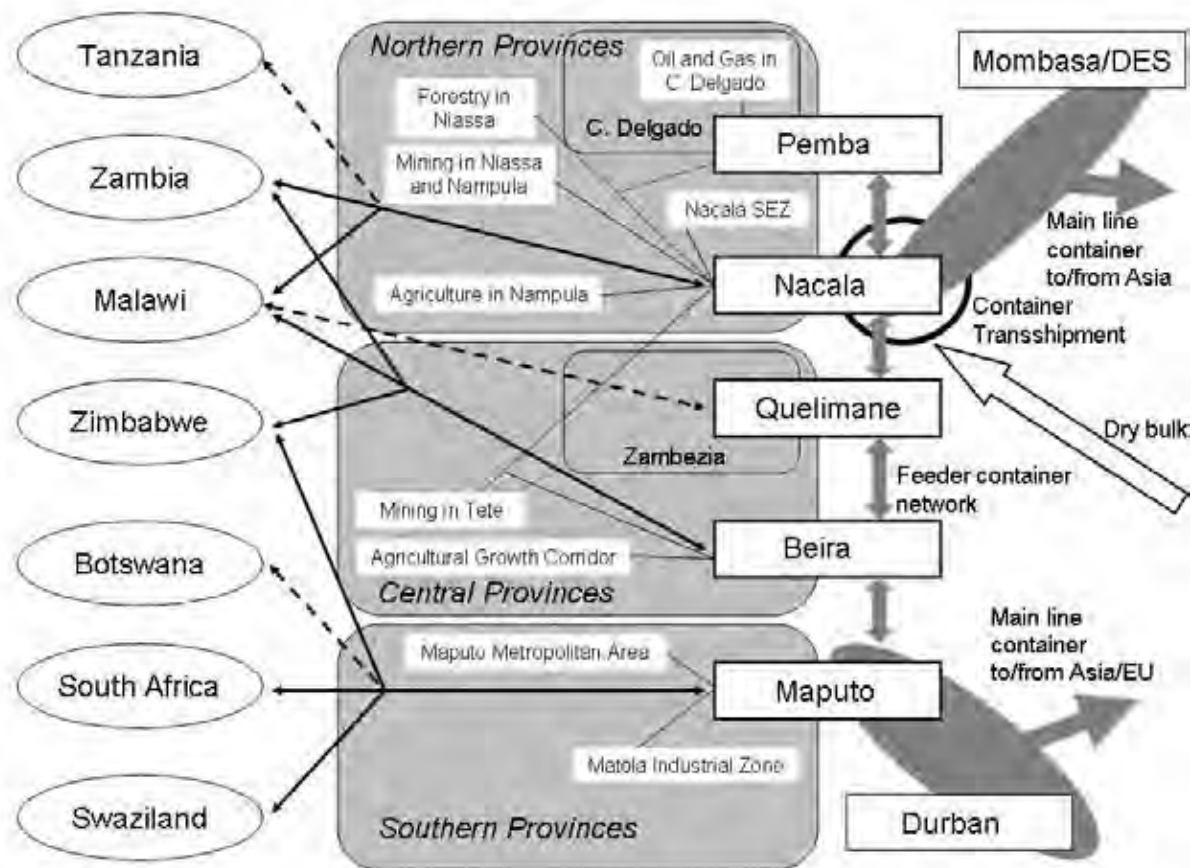 Tanzania
Zambia
Malawi
Zimbabwe
Botswana
South Africa
Swaziland
Northern Provinces
Oil and Gas in
C. Delgado
Forestry in
Niassa
C. Delgado
Mining in Niassa
and Nampula
Nacala SEZ
Agriculture in Nampula
Zambezia
Mining in Tete
Agricultural Growth Corridor
Central Provinces
Maputo Metropolitan Area
Matola Industrial Zone
Southern Provinces
Mombasa/DES
Pemba
Nacala
Quelimane
Beira
Maputo
Durban
Main line
container
to/from Asia
Container
Transshipment
Dry bulk
Feeder container
network
Main line
container
to/from Asia/EU